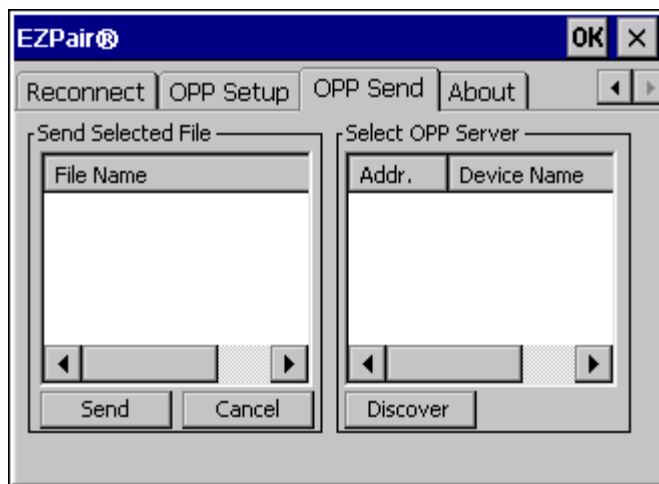 EZPair® OK ×
Reconnect OPP Setup OPP Send About
Send Selected File Select OPP Server
File Name Addr. Device Name
Send Cancel Discover